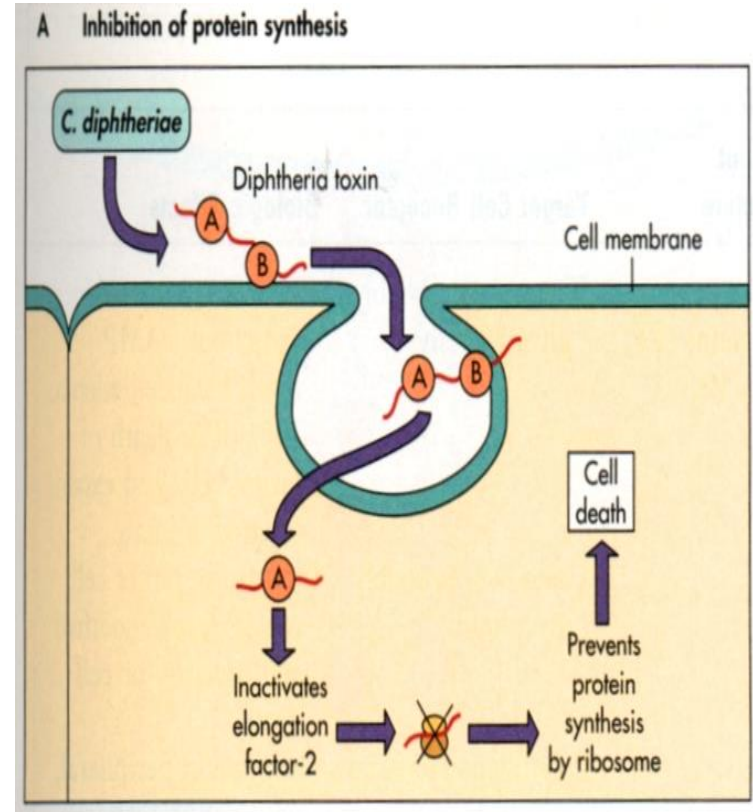 A Inhibition of protein synthesis
C. diphtheriae
Diphtheria toxin
A
B
Cell membrane
A
B
Cell
death
A
Inactivates
elongation
factor-2
Prevents
protein
synthesis
by ribosome